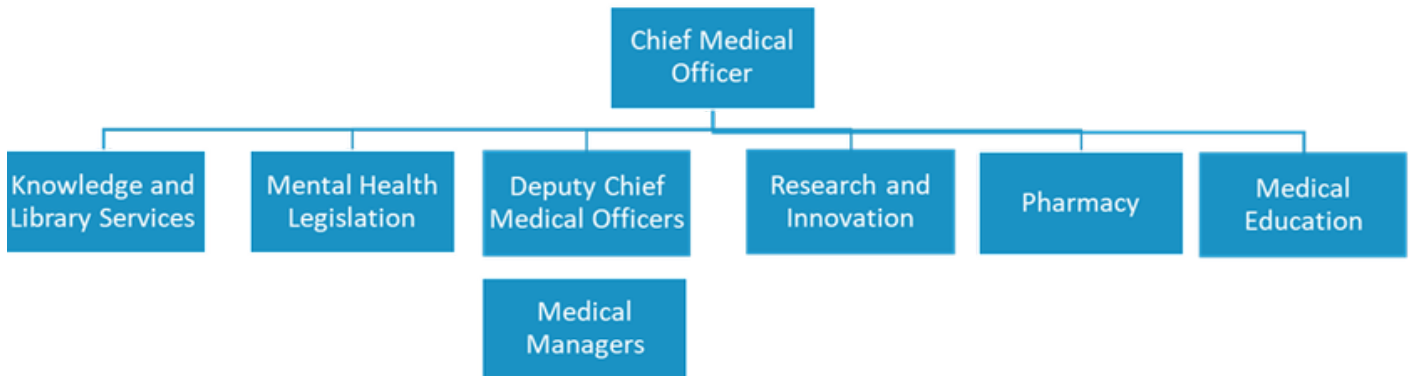 Chief Medical
Officer
Knowledge and
Library Services
Mental Health
Legislation
Deputy Chief
Medical Officers
Research and
Innovation
Pharmacy
Medical
Education
Medical
Managers